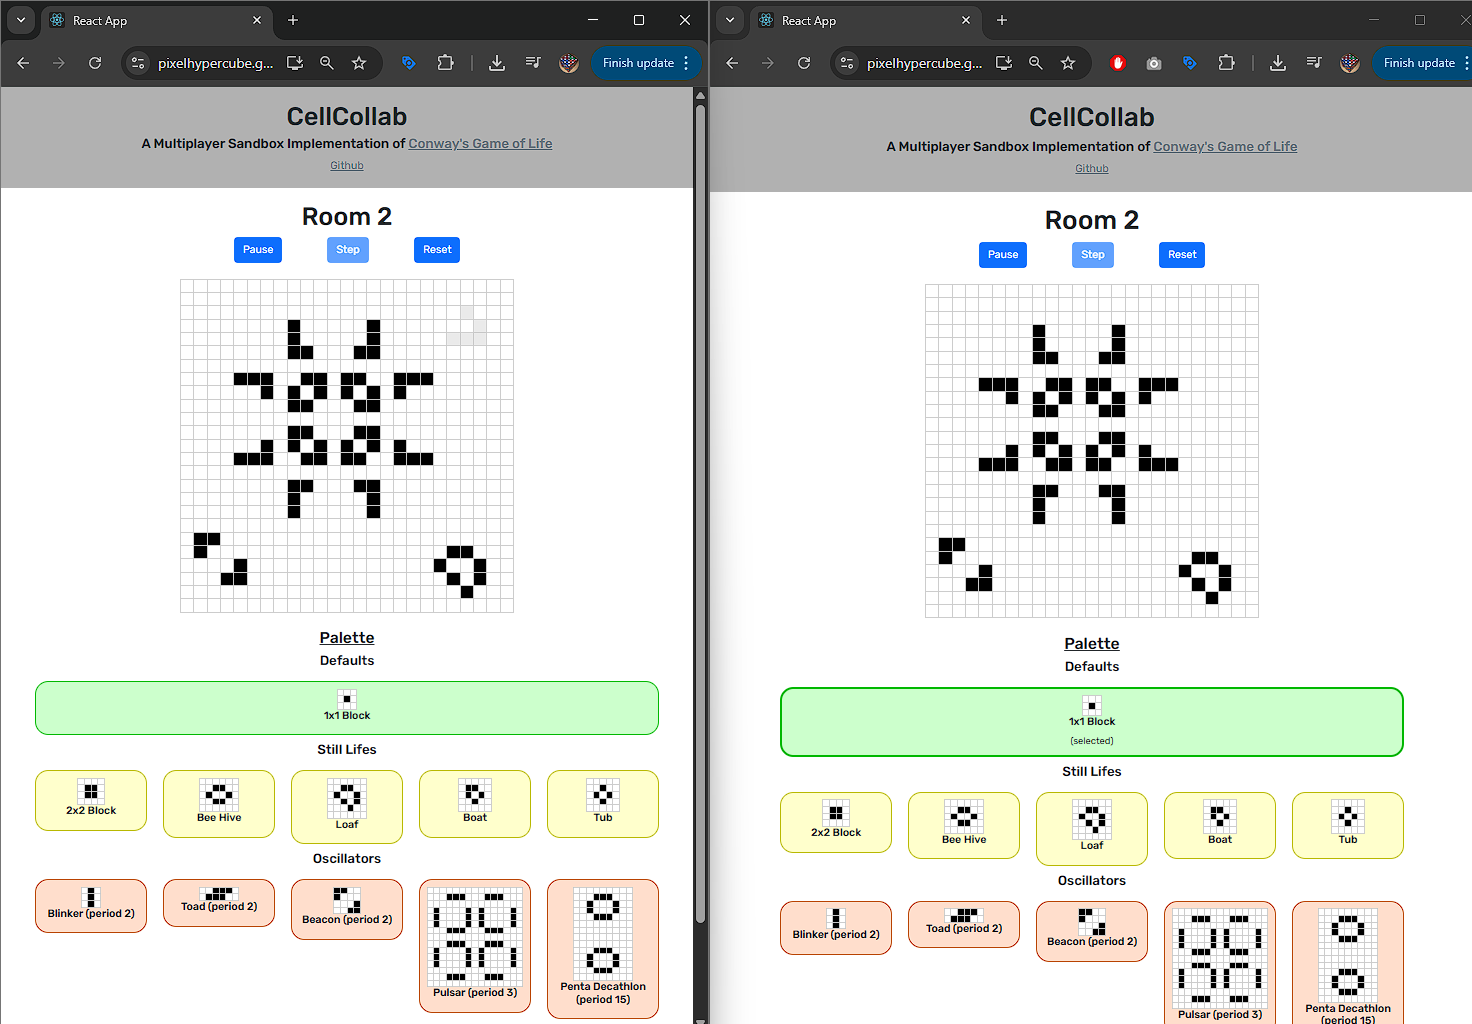 React App
pixelhypercube.g...
Finish update
CellCollab
A Multiplayer Sandbox Implementation of Conway's Game of Life
Github
Room 2
Pause Step Reset
Palette
Defaults
1x1 Block
Still Lifes
2x2 Block Bee Hive Loaf Boat Tub
Oscillators
Blinker (period 2) Toad (period 2) Beacon (period 2) Pulsar (period 3) Penta Decathlon
(period 15)
React App
pixelhypercube.g...
Finish update
CellCollab
A Multiplayer Sandbox Implementation of Conway's Game of Life
Github
Room 2
Pause Step Reset
Palette
Defaults
1x1 Block
(selected)
Still Lifes
2x2 Block Bee Hive Loaf Boat Tub
Oscillators
Blinker (period 2) Toad (period 2) Beacon (period 2) Pulsar (period 3) Penta Decathlon
(period 15)